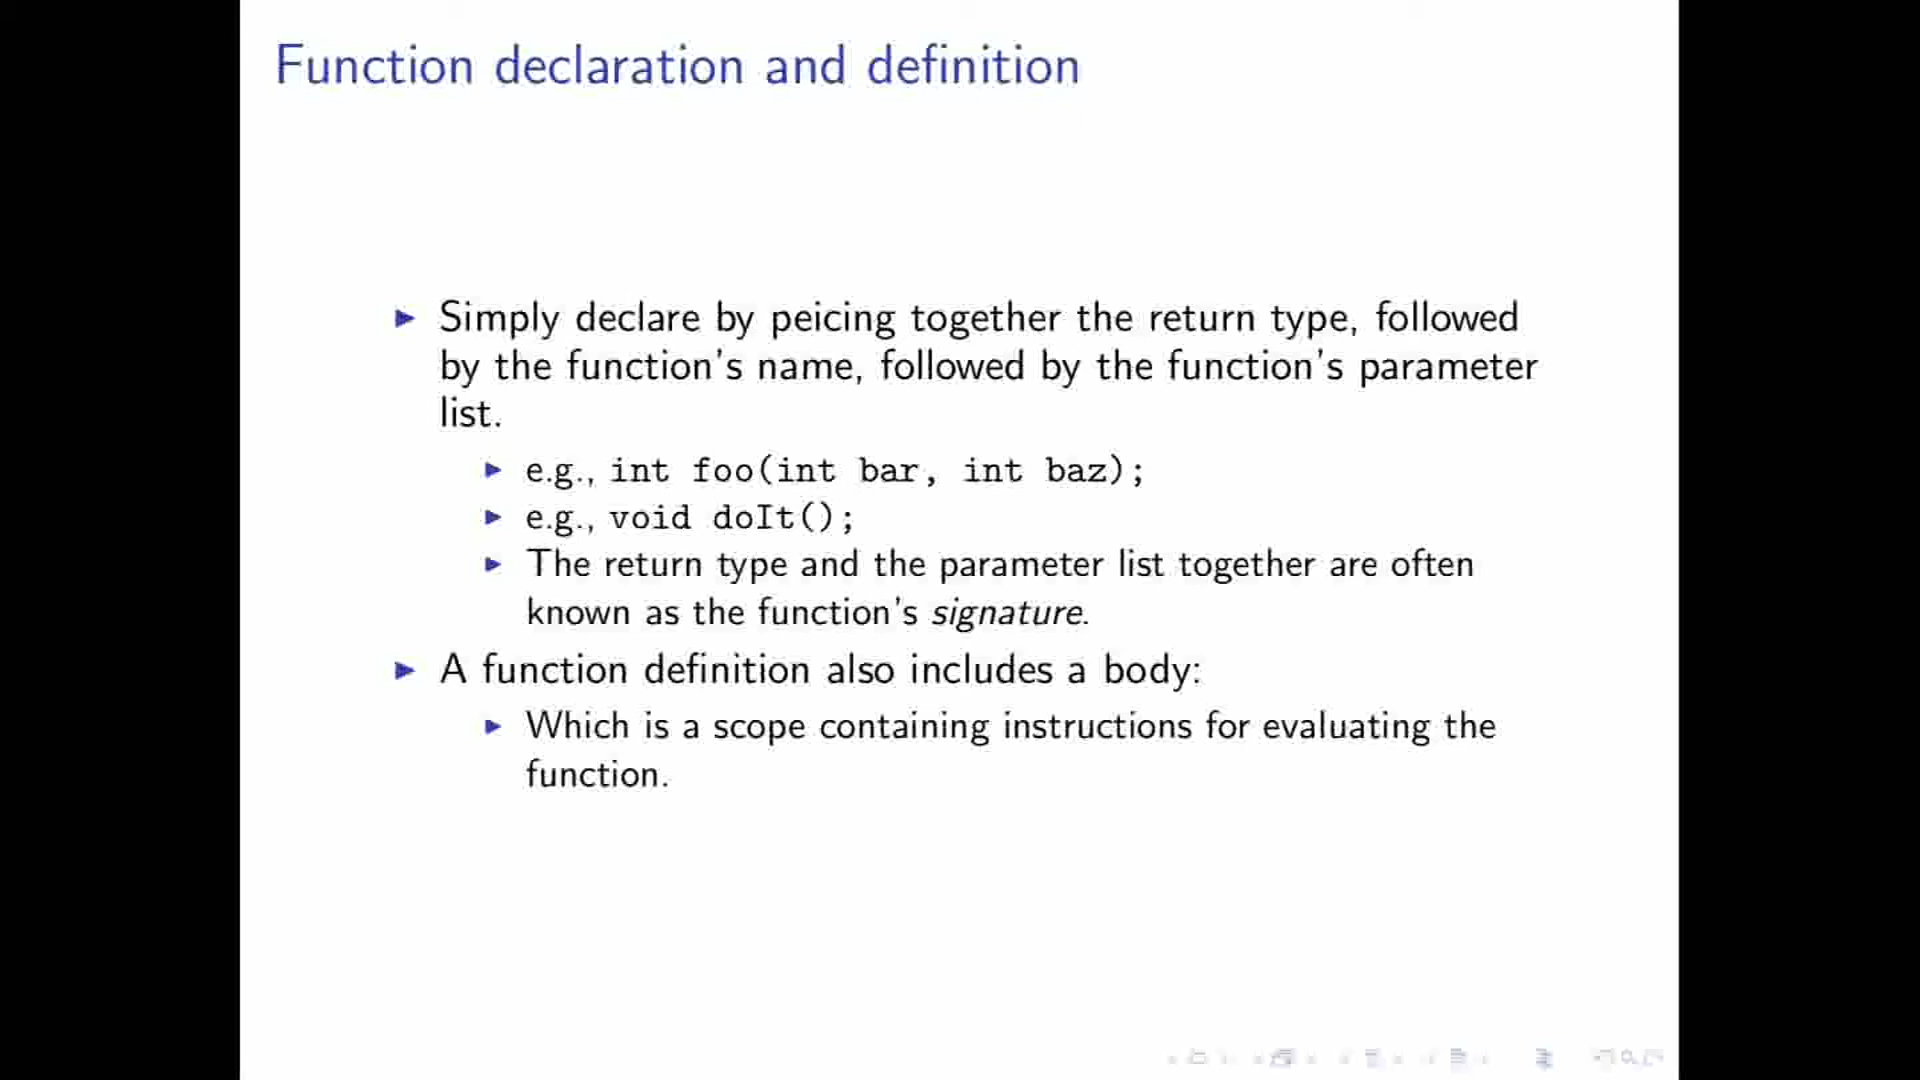 Function declaration and definition
Simply declare by peicing together the return type, followed
by the function's name, followed by the function's parameter
list.
e.g., int foo(int bar, int baz);
e.g., void doIt();
The return type and the parameter list together are often
known as the function's signature.
A function definition also includes a body:
Which is a scope containing instructions for evaluating the
function.